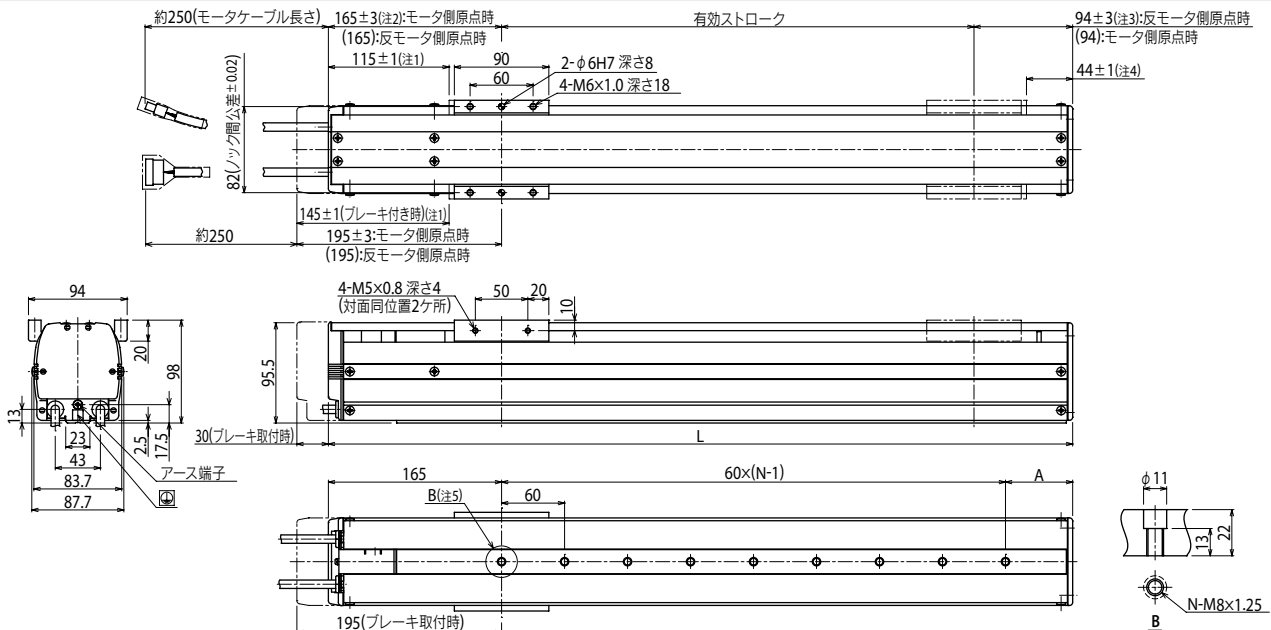 約250(モータケーブル長さ)
165±3(注2):モータ側原点時
(165):反モータ側原点時
有効ストローク
94±3(注3):反モータ側原点時
(94):モータ側原点時
115±1(注1)
90
60
2-φ6H7 深さ8
4-M6×1.0 深さ18
44±1(注4)
82(ノック間公差±0.02)
145±1(ブレーキ付き時)(注1)
約250
195±3:モータ側原点時
(195):反モータ側原点時
94
20
98
13
2.5
17.5
23
43
83.7
87.7
アース端子
4-M5×0.8 深さ4
(対面同位置2ケ所)
50
20
10
95.5
30(ブレーキ取付時)
L
165
60×(N-1)
A
B(注5)
60
195(ブレーキ取付時)
φ11
13
22
N-M8×1.25
B